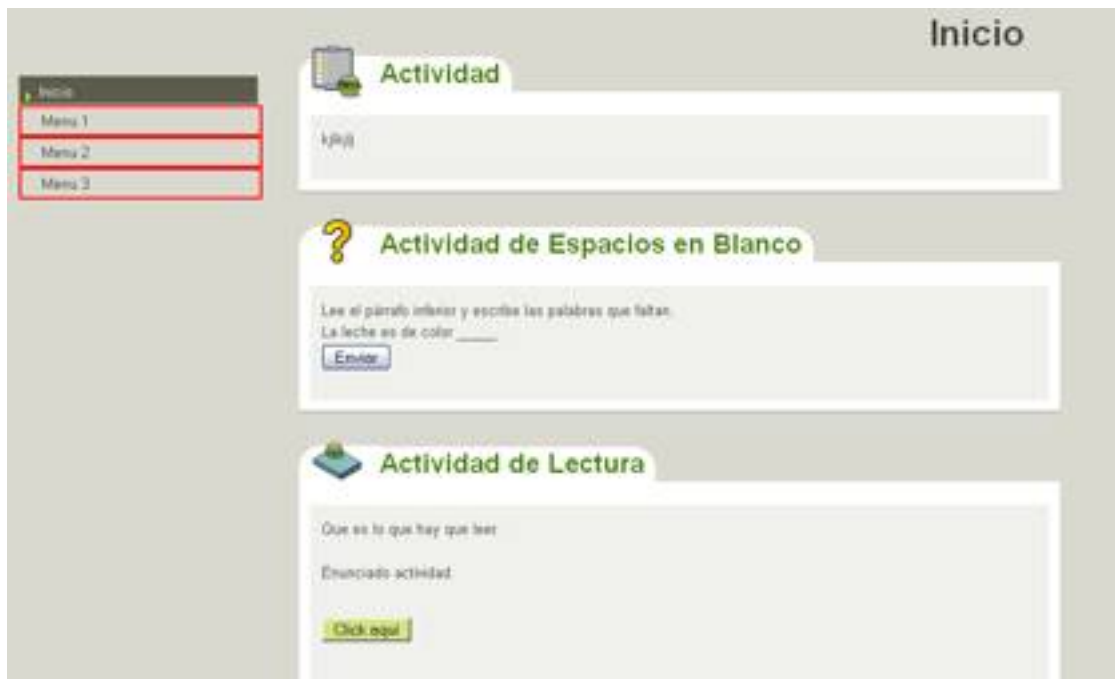 Inicio
Inicio
Menu 1
Menu 2
Menu 3
Actividad
Actividad de Espacios en Blanco
Lee el párrafo inferior y escribe las palabras que faltan.
La leche es de color _____
Enviar
Actividad de Lectura
Que es lo que hay que leer
Enunciado actividad
Click aquí